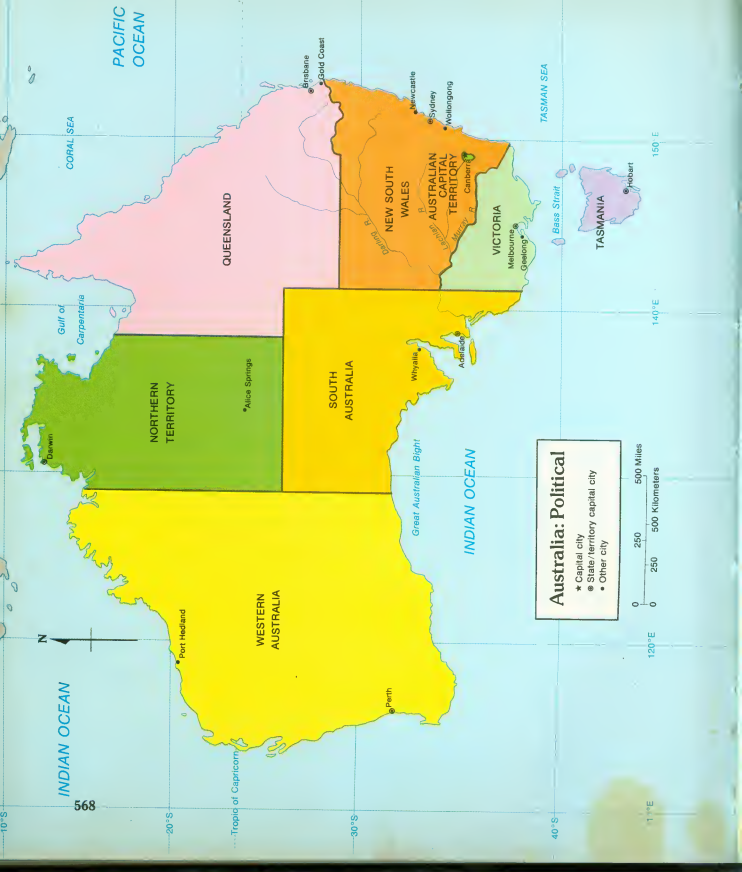 PACIFIC
OCEAN
CORAL SEA
Gulf of
Carpentaria
INDIAN OCEAN
N
Darwin
Port Hedland
NORTHERN
TERRITORY
Alice Springs
QUEENSLAND
Brisbane
Gold Coast
WESTERN
AUSTRALIA
SOUTH
AUSTRALIA
Perth
Whyalla
Adelaide
Great Australian Bight
INDIAN OCEAN
NEW SOUTH
WALES
Darling R
Lachlan R
Murray R
AUSTRALIAN
CAPITAL
TERRITORY
Canberra
Newcastle
Sydney
Wollongong
VICTORIA
Melbourne
Geelong
Bass Strait
TASMAN SEA
TASMANIA
Hobart
Tropic of Capricorn
10°S
20°S
30°S
40°S
120°E
140°E
150°E
Australia: Political
Capital city
State/territory capital city
Other city
0 250 500 Miles
0 250 500 Kilometers
568